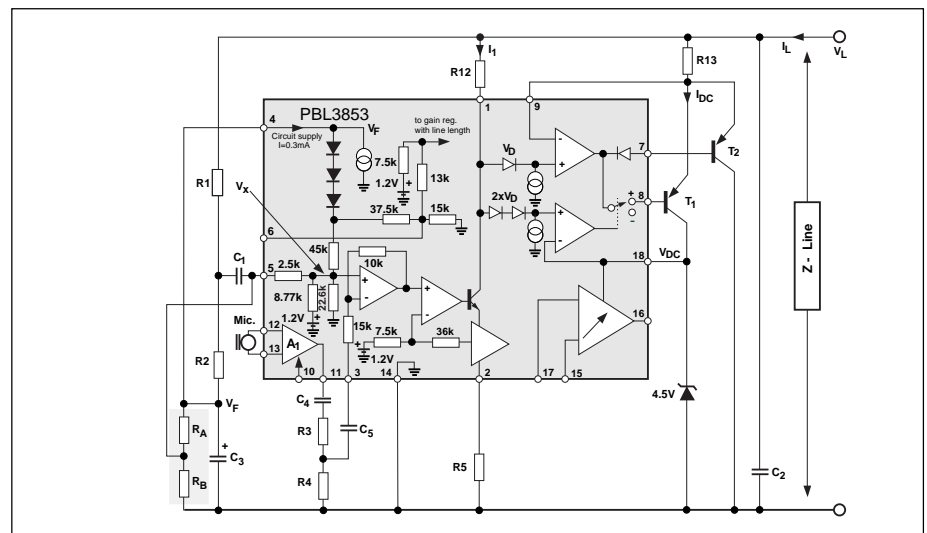 I1
IL
VL
R12
R13
IDC
PBL3853
1
9
4
Circuit supply
I=0.3mA
VF
to gain reg.
with line length
7.5k
1.2V
+
13k
VD
-
+
7
T2
R1
Vx
2xVD
+
-
8
T1
37.5k
15k
6
45k
+
-
18
VDC
C1
5
2.5k
10k
8.77k
22.6k
+
-
1.2V
+
Mic.
12
13
A1
15k
+
7.5k
36k
1.2V
16
Z - Line
R2
10
11
3
14
2
17
15
4.5V
VF
C4
RA
+
C3
R3
C5
RB
R4
R5
C2